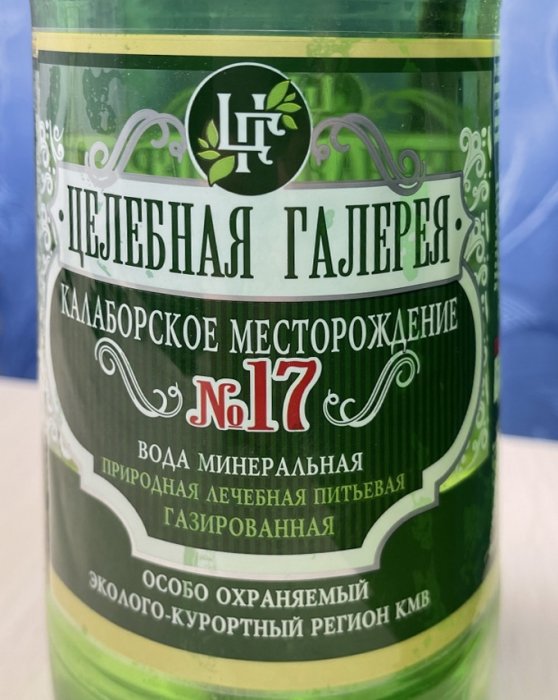 ЦГ
ЦЕЛЕБНАЯ ГАЛЕРЕЯ
КАЛАБОРСКОЕ МЕСТОРОЖДЕНИЕ
№17
ВОДА МИНЕРАЛЬНАЯ
ПРИРОДНАЯ ЛЕЧЕБНАЯ ПИТЬЕВАЯ
ГАЗИРОВАННАЯ
ОСОБО ОХРАНЯЕМЫЙ
ЭКОЛОГО-КУРОРТНЫЙ РЕГИОН КМВ